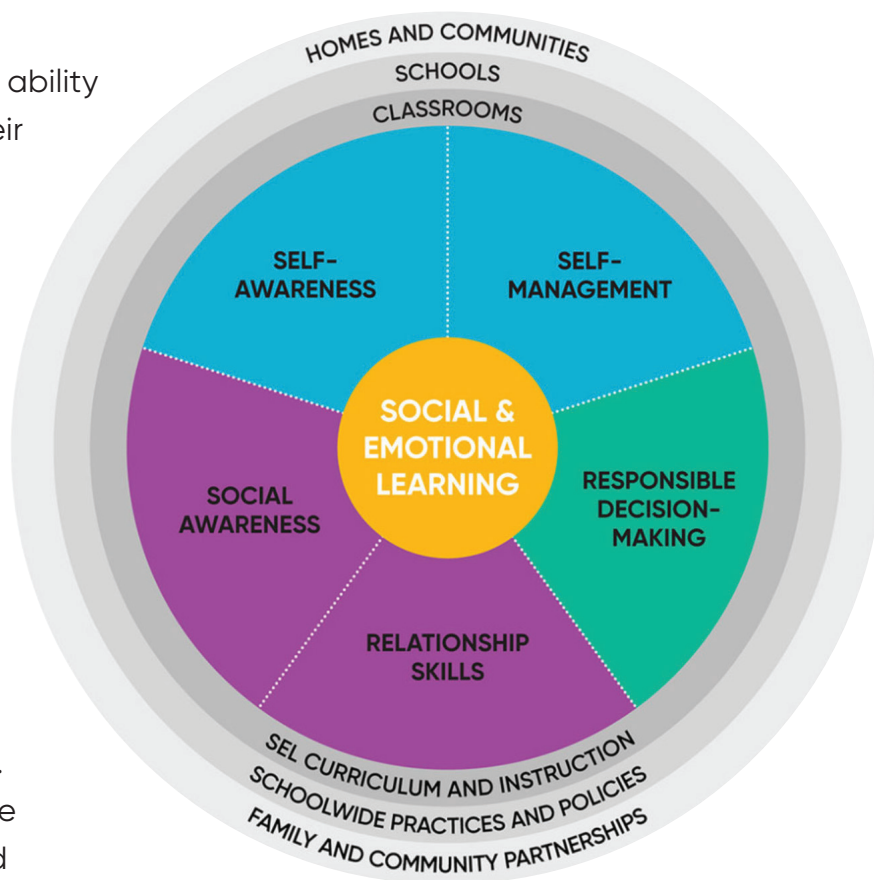 HOMES AND COMMUNITIES
SCHOOLS
ability
CLASSROOMS
SELF-
AWARENESS
SELF-
MANAGEMENT
SOCIAL &
EMOTIONAL
LEARNING
SOCIAL
AWARENESS
RESPONSIBLE
DECISION-
MAKING
RELATIONSHIP
SKILLS
SEL CURRICULUM AND INSTRUCTION
SCHOOLWIDE PRACTICES AND POLICIES
FAMILY AND COMMUNITY PARTNERSHIPS